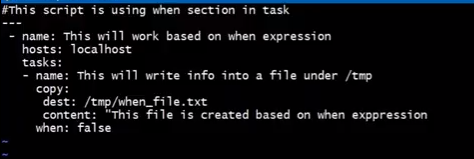 #This script is using when section in task
---
 - name: This will work based on when expression
   hosts: localhost
   tasks:
   - name: This will write info into a file under /tmp
     copy:
      dest: /tmp/when_file.txt
      content: "This file is created based on when exppression
     when: false
~
~